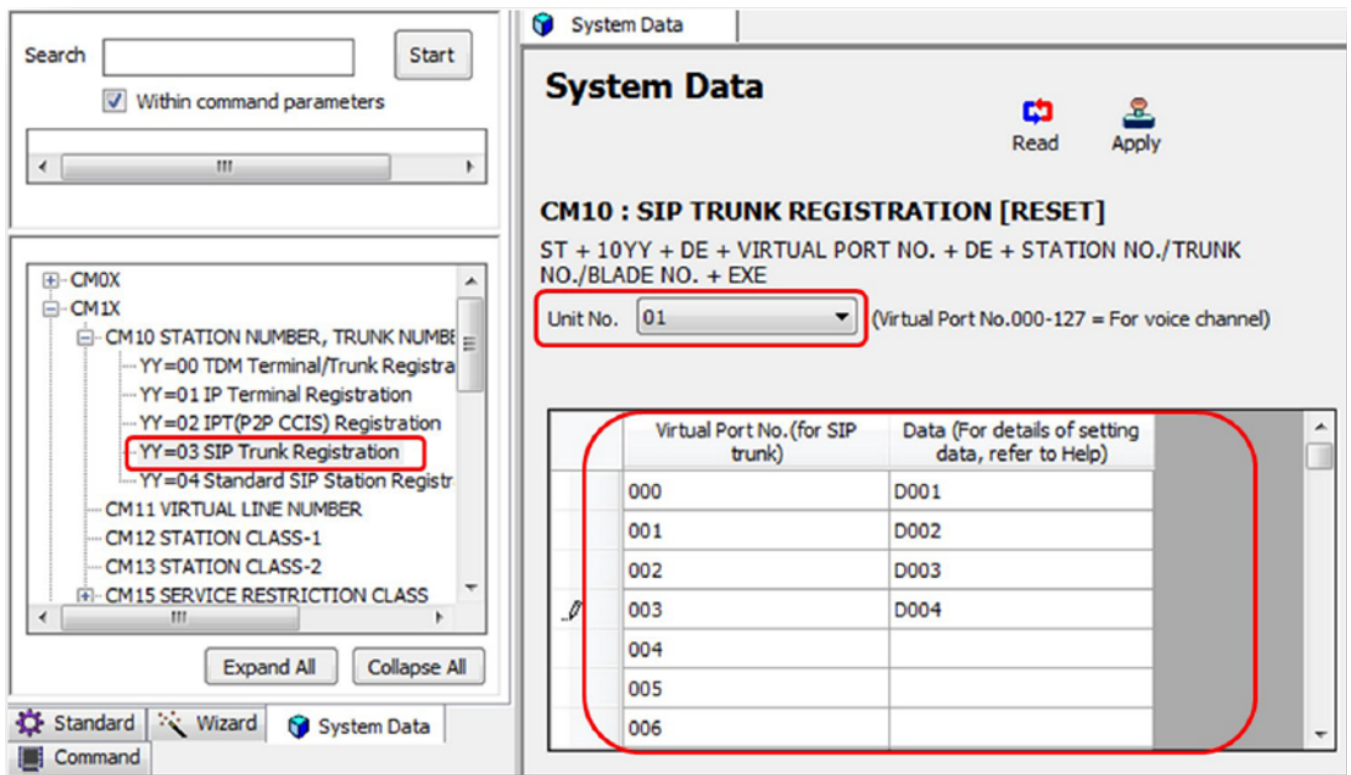 Search
Start
Within command parameters
CM0X
CM1X
CM10 STATION NUMBER, TRUNK NUMBE
YY=00 TDM Terminal/Trunk Registra
YY=01 IP Terminal Registration
YY=02 IPT(P2P CCIS) Registration
YY=03 SIP Trunk Registration
YY=04 Standard SIP Station Registr
CM11 VIRTUAL LINE NUMBER
CM12 STATION CLASS-1
CM13 STATION CLASS-2
CM15 SERVICE RESTRICTION CLASS
Expand All Collapse All
Standard Wizard System Data
Command
System Data
System Data
Read Apply
CM10 : SIP TRUNK REGISTRATION [RESET]
ST + 10YY + DE + VIRTUAL PORT NO. + DE + STATION NO./TRUNK
NO./BLADE NO. + EXE
Unit No. 01 (Virtual Port No.000-127 = For voice channel)
Virtual Port No.(for SIP
trunk)
Data (For details of setting
data, refer to Help)
000 D001
001 D002
002 D003
003 D004
004
005
006